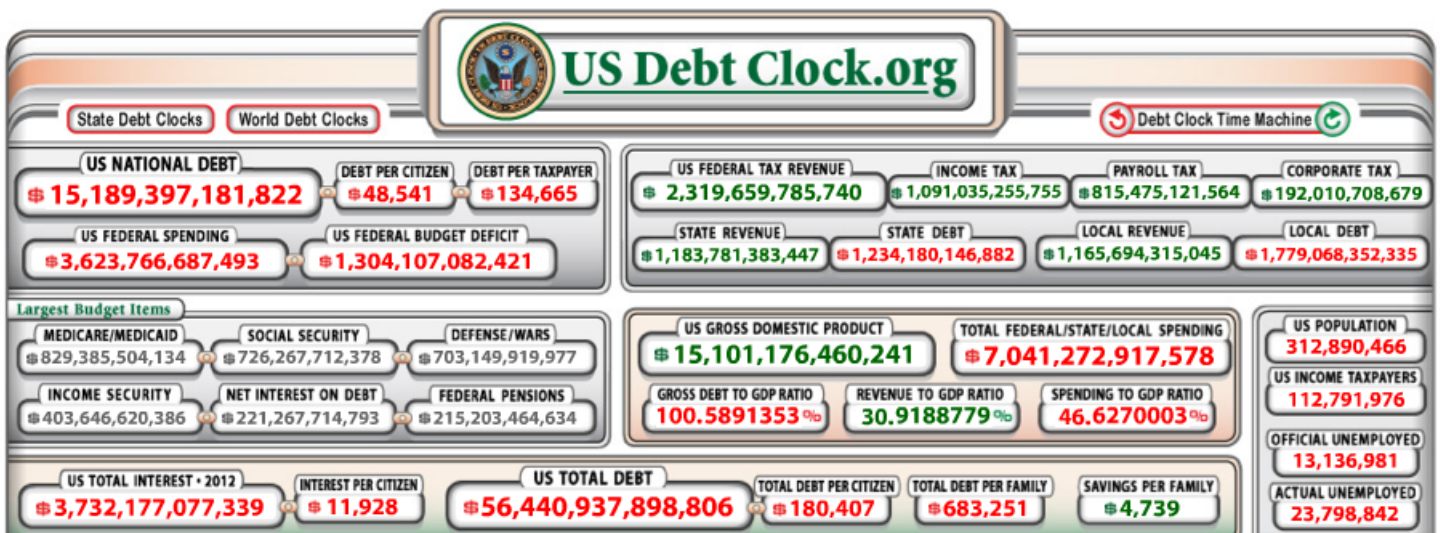 US Debt Clock.org
State Debt Clocks World Debt Clocks Debt Clock Time Machine
US NATIONAL DEBT DEBT PER CITIZEN DEBT PER TAXPAYER
$ 15,189,397,181,822 $ 48,541 $ 134,665
US FEDERAL SPENDING US FEDERAL BUDGET DEFICIT
$ 3,623,766,687,493 $ 1,304,107,082,421
US FEDERAL TAX REVENUE INCOME TAX PAYROLL TAX CORPORATE TAX
$ 2,319,659,785,740 $ 1,091,035,255,755 $ 815,475,121,564 $ 192,010,708,679
STATE REVENUE STATE DEBT LOCAL REVENUE LOCAL DEBT
$ 1,183,781,383,447 $ 1,234,180,146,882 $ 1,165,694,315,045 $ 1,779,068,352,335
Largest Budget Items
MEDICARE/MEDICAID SOCIAL SECURITY DEFENSE/WARS
$ 829,385,504,134 $ 726,267,712,378 $ 703,149,919,977
INCOME SECURITY NET INTEREST ON DEBT FEDERAL PENSIONS
$ 403,646,620,386 $ 221,267,714,793 $ 215,203,464,634
US GROSS DOMESTIC PRODUCT TOTAL FEDERAL/STATE/LOCAL SPENDING
$ 15,101,176,460,241 $ 7,041,272,917,578
GROSS DEBT TO GDP RATIO REVENUE TO GDP RATIO SPENDING TO GDP RATIO
100.5891353% 30.9188779% 46.6270003%
US POPULATION
312,890,466
US INCOME TAXPAYERS
112,791,976
OFFICIAL UNEMPLOYED
13,136,981
ACTUAL UNEMPLOYED
23,798,842
US TOTAL INTEREST • 2012 INTEREST PER CITIZEN US TOTAL DEBT TOTAL DEBT PER CITIZEN TOTAL DEBT PER FAMILY SAVINGS PER FAMILY
$ 3,732,177,077,339 $ 11,928 $ 56,440,937,898,806 $ 180,407 $ 683,251 $ 4,739